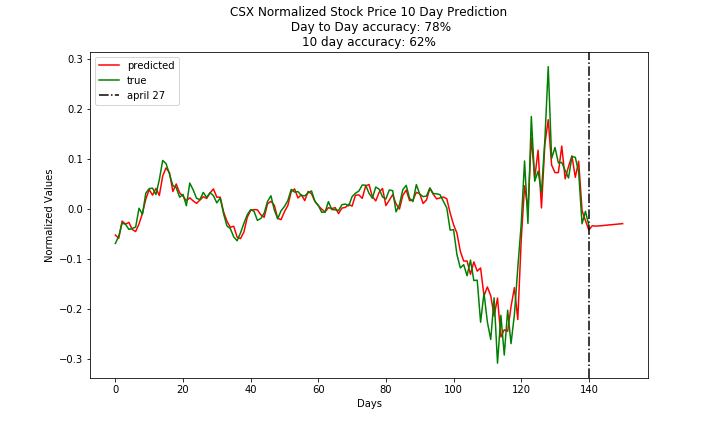 CSX Normalized Stock Price 10 Day Prediction
Day to Day accuracy: 78%
10 day accuracy: 62%
predicted
true
april 27
Normalized Values
0.3
0.2
0.1
0.0
−0.1
−0.2
−0.3
0 20 40 60 80 100 120 140
Days